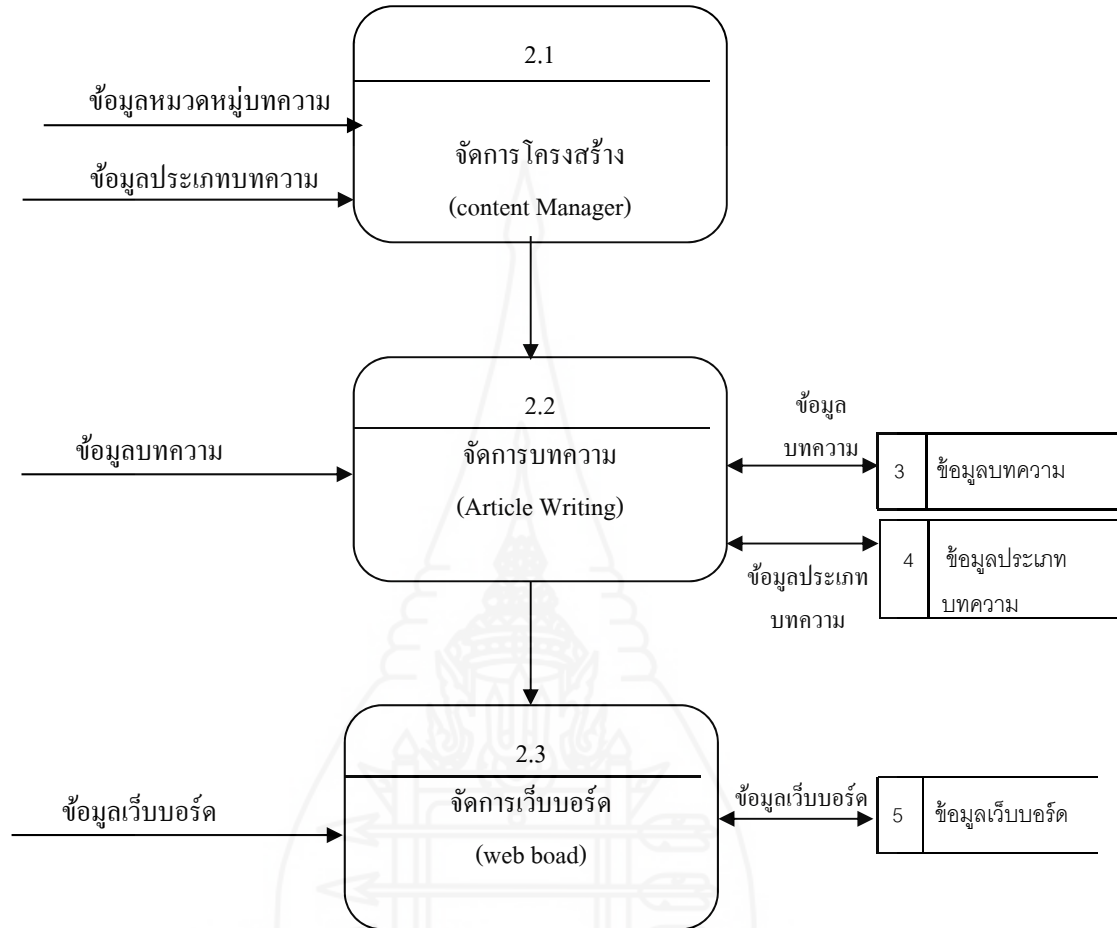 2.1
ข้อมูลหมวดหมู่บทความ
จัดการโครงสร้าง
ข้อมูลประเภทบทความ
(content Manager)
2.2
ข้อมูล
บทความ
ข้อมูลบทความ
จัดการบทความ
(Article Writing)
3
ข้อมูลบทความ
ข้อมูลประเภท
บทความ
4
ข้อมูลประเภท
บทความ
2.3
ข้อมูลเว็บบอร์ด
จัดการเว็บบอร์ด
(web boad)
ข้อมูลเว็บบอร์ด
5
ข้อมูลเว็บบอร์ด